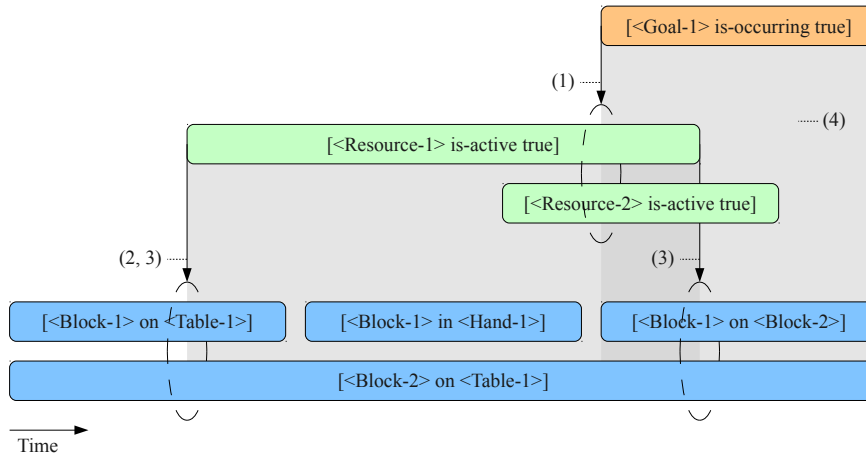 [<Goal-1> is-occurring true]
(1)
(4)
[<Resource-1> is-active true]
[<Resource-2> is-active true]
(2, 3)
(3)
[<Block-1> on <Table-1>]
[<Block-1> in <Hand-1>]
[<Block-1> on <Block-2>]
[<Block-2> on <Table-1>]
Time